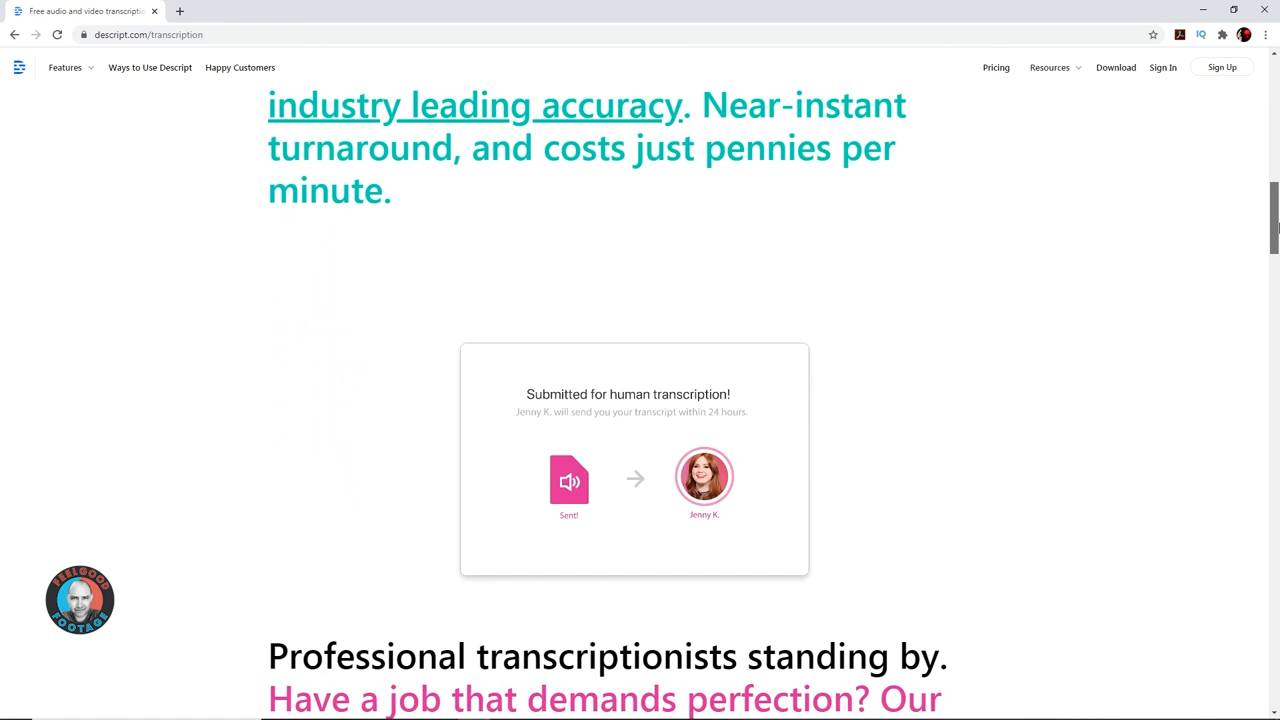 Free audio and video transcripti
descript.com/transcription
IQ
Features
Ways to Use Descript
Happy Customers
Pricing
Resources
Download
Sign In
Sign Up
industry leading accuracy. Near-instant
turnaround, and costs just pennies per
minute.
Submitted for human transcription!
Jenny K. will send you your transcript within 24 hours.
Sent!
Jenny K.
FEELGOOD
FOOTAGE
Professional transcriptionists standing by.
Have a job that demands perfection? Our